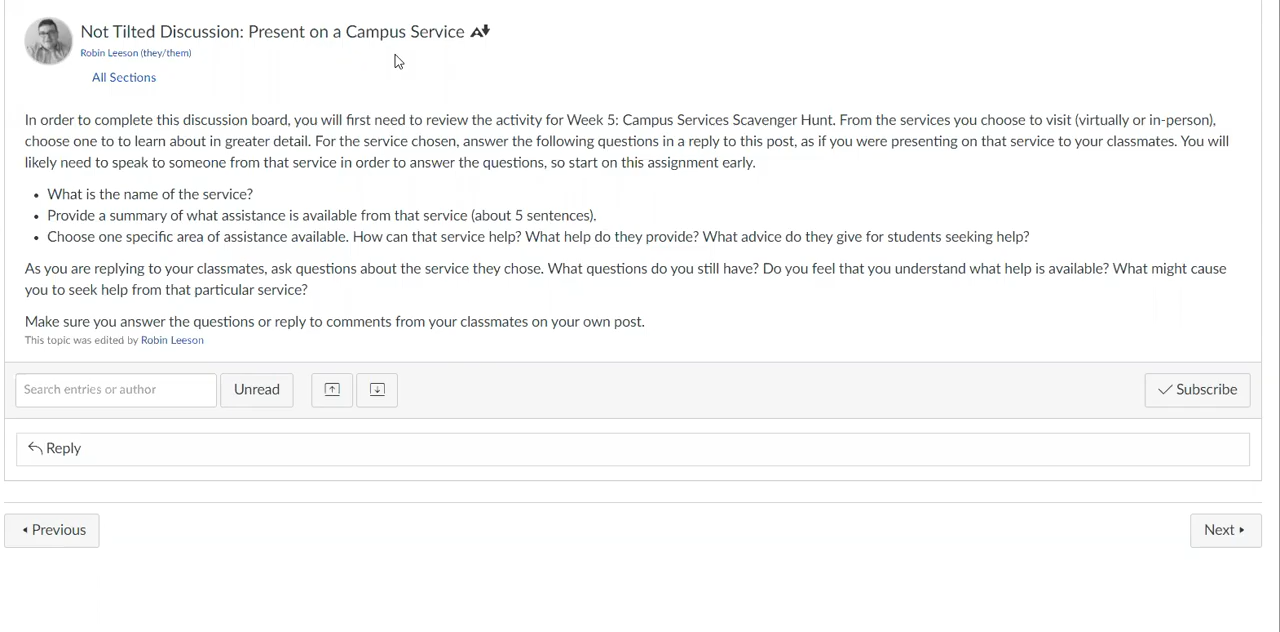 Not Tilted Discussion: Present on a Campus Service
Robin Leeson (they/them)
All Sections
In order to complete this discussion board, you will first need to review the activity for Week 5: Campus Services Scavenger Hunt. From the services you choose to visit (virtually or in-person),
choose one to to learn about in greater detail. For the service chosen, answer the following questions in a reply to this post, as if you were presenting on that service to your classmates. You will
likely need to speak to someone from that service in order to answer the questions, so start on this assignment early.
• What is the name of the service?
• Provide a summary of what assistance is available from that service (about 5 sentences).
• Choose one specific area of assistance available. How can that service help? What help do they provide? What advice do they give for students seeking help?
As you are replying to your classmates, ask questions about the service they chose. What questions do you still have? Do you feel that you understand what help is available? What might cause
you to seek help from that particular service?
Make sure you answer the questions or reply to comments from your classmates on your own post.
This topic was edited by Robin Leeson
Search entries or author
Unread
Subscribe
Reply
Previous
Next